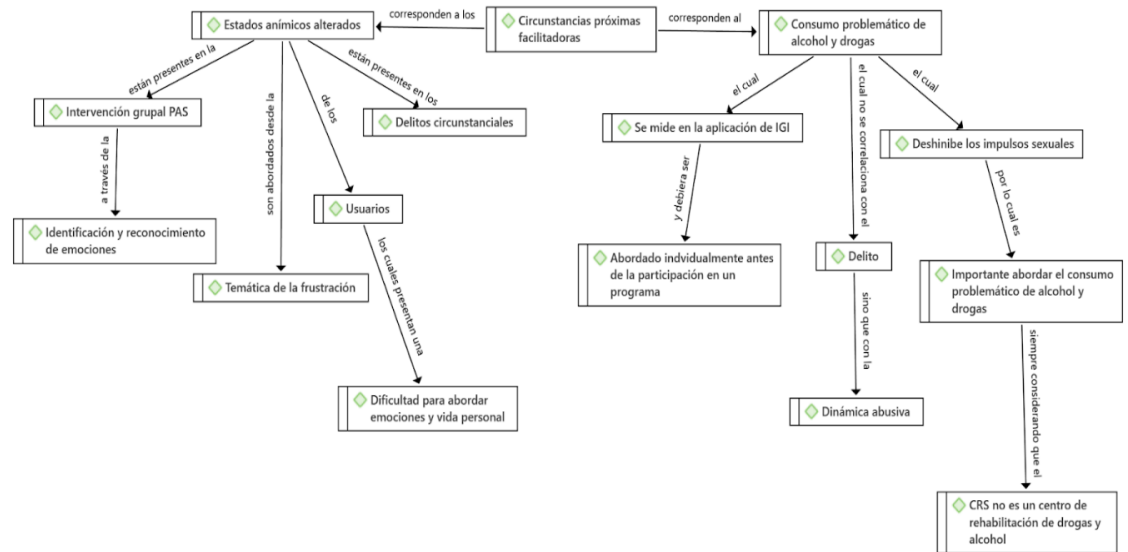 corresponden a los
Circunstancias próximas
facilitadoras
corresponden al
Estados anímicos alterados
Consumo problemático de
alcohol y drogas
están presentes en la
son abordados desde la
de los
están presentes en los
el cual
el cual no se correlaciona con el
el cual
Intervención grupal PAS
Delitos circunstanciales
Se mide en la aplicación de IGI
Deshinibe los impulsos sexuales
a través de la
y debiera ser
por lo cual es
Usuarios
Identificación y reconocimiento
de emociones
Temática de la frustración
los cuales presentan una
Abordado indvidualmente antes
de la participación en un
programa
Delito
Importante abordar el consumo
problemático de alcohol y
drogas
sino que con la
siempre considerando que el
Dificultad para abordar
emociones y vida personal
Dinámica abusiva
CRS no es un centro de
rehabilitación de drogas y
alcohol